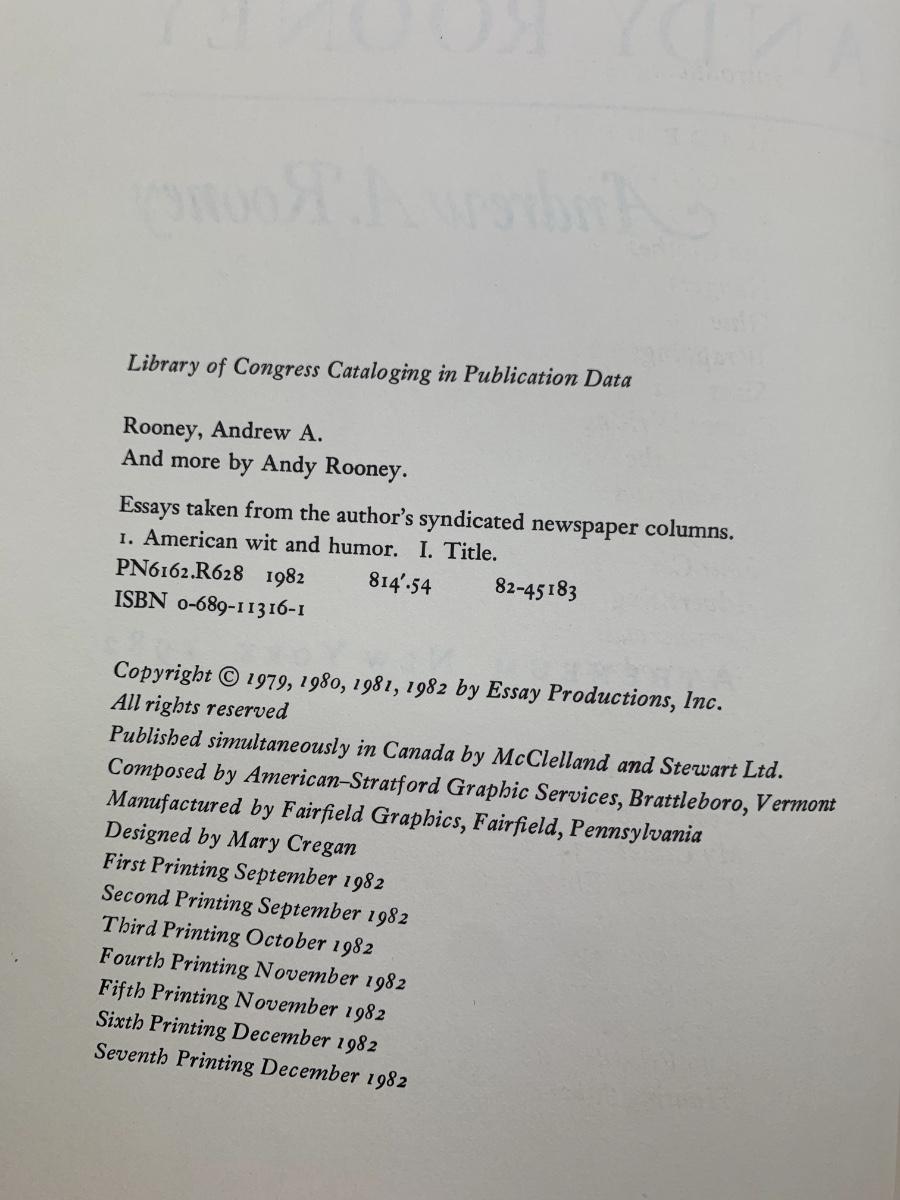 Library of Congress Cataloging in Publication Data
Rooney, Andrew A.
And more by Andy Rooney.
Essays taken from the author's syndicated newspaper columns.
1. American wit and humor. I. Title.
PN6162.R628 1982 814'.54 82-45183
ISBN 0-689-11316-1
Copyright © 1979, 1980, 1981, 1982 by Essay Productions, Inc.
All rights reserved
Published simultaneously in Canada by McClelland and Stewart Ltd.
Composed by American–Stratford Graphic Services, Brattleboro, Vermont
Manufactured by Fairfield Graphics, Fairfield, Pennsylvania
Designed by Mary Cregan
First Printing September 1982
Second Printing September 1982
Third Printing October 1982
Fourth Printing November 1982
Fifth Printing November 1982
Sixth Printing December 1982
Seventh Printing December 1982